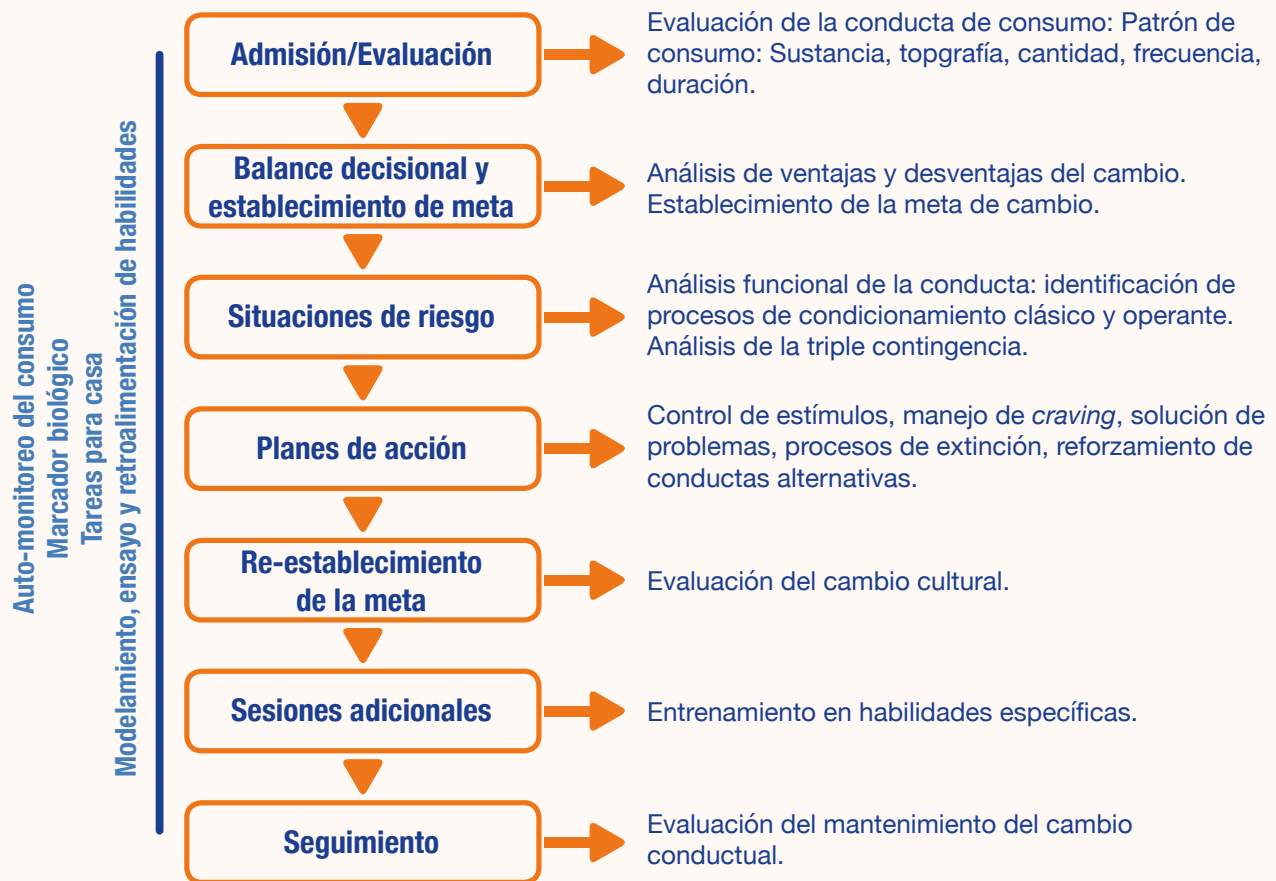 Auto-monitoreo del consumo
Marcador biológico
Tareas para casa
Modelamiento, ensayo y retroalimentación de habilidades
Admisión/Evaluación
Evaluación de la conducta de consumo: Patrón de
consumo: Sustancia, topgrafía, cantidad, frecuencia,
duración.
Balance decisional y
establecimiento de meta
Análisis de ventajas y desventajas del cambio.
Establecimiento de la meta de cambio.
Situaciones de riesgo
Análisis funcional de la conducta: identificación de
procesos de condicionamiento clásico y operante.
Análisis de la triple contingencia.
Planes de acción
Control de estímulos, manejo de craving, solución de
problemas, procesos de extinción, reforzamiento de
conductas alternativas.
Re-establecimiento
de la meta
Evaluación del cambio cultural.
Sesiones adicionales
Entrenamiento en habilidades específicas.
Seguimiento
Evaluación del mantenimiento del cambio
conductual.